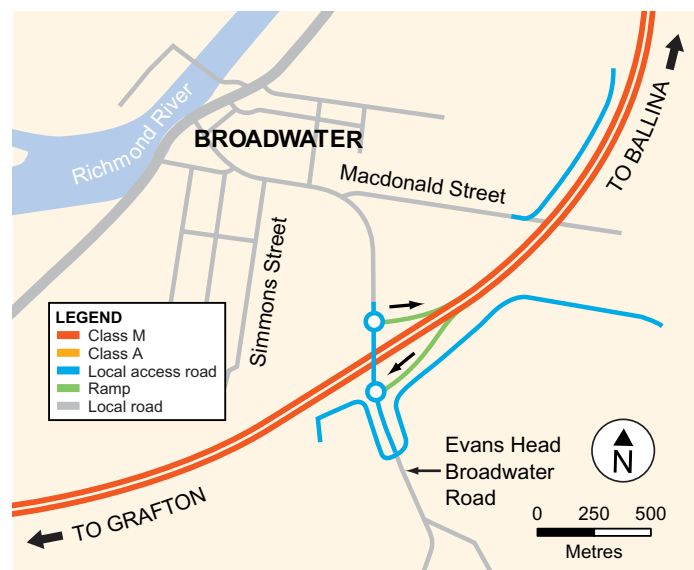 Richmond River
BROADWATER
Macdonald Street
TO BALLINA
Simmons Street
LEGEND
Class M
Class A
Local access road
Ramp
Local road
Evans Head
Broadwater
Road
N
TO GRAFTON
0 250 500
Metres